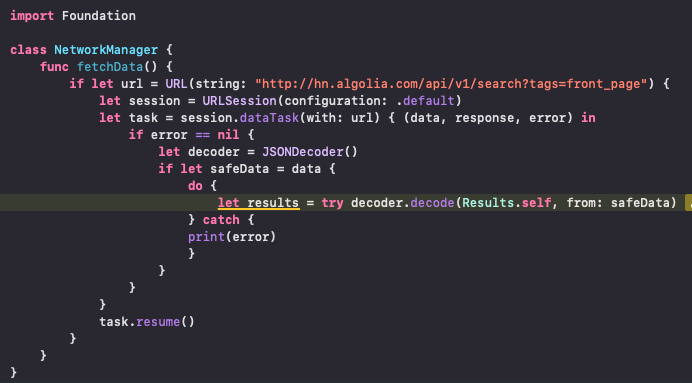 import Foundation
class NetworkManager {
    func fetchData() {
        if let url = URL(string: "http://hn.algolia.com/api/v1/search?tags=front_page") {
            let session = URLSession(configuration: .default)
            let task = session.dataTask(with: url) { (data, response, error) in
                if error == nil {
                    let decoder = JSONDecoder()
                    if let safeData = data {
                        do {
                            let results = try decoder.decode(Results.self, from: safeData)
                        } catch {
                        print(error)
                        }
                    }
                }
            }
            task.resume()
        }
    }
}